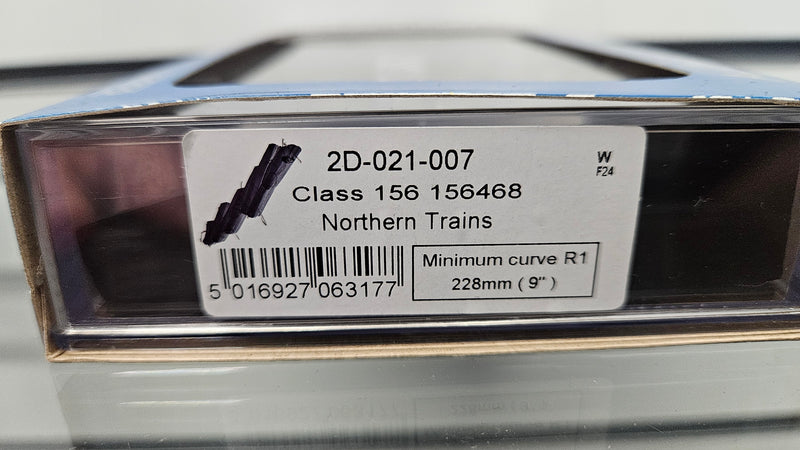 2D-021-007
W
F24
Class 156 156468
Northern Trains
5 016927 063177
Minimum curve R1
228mm ( 9" )